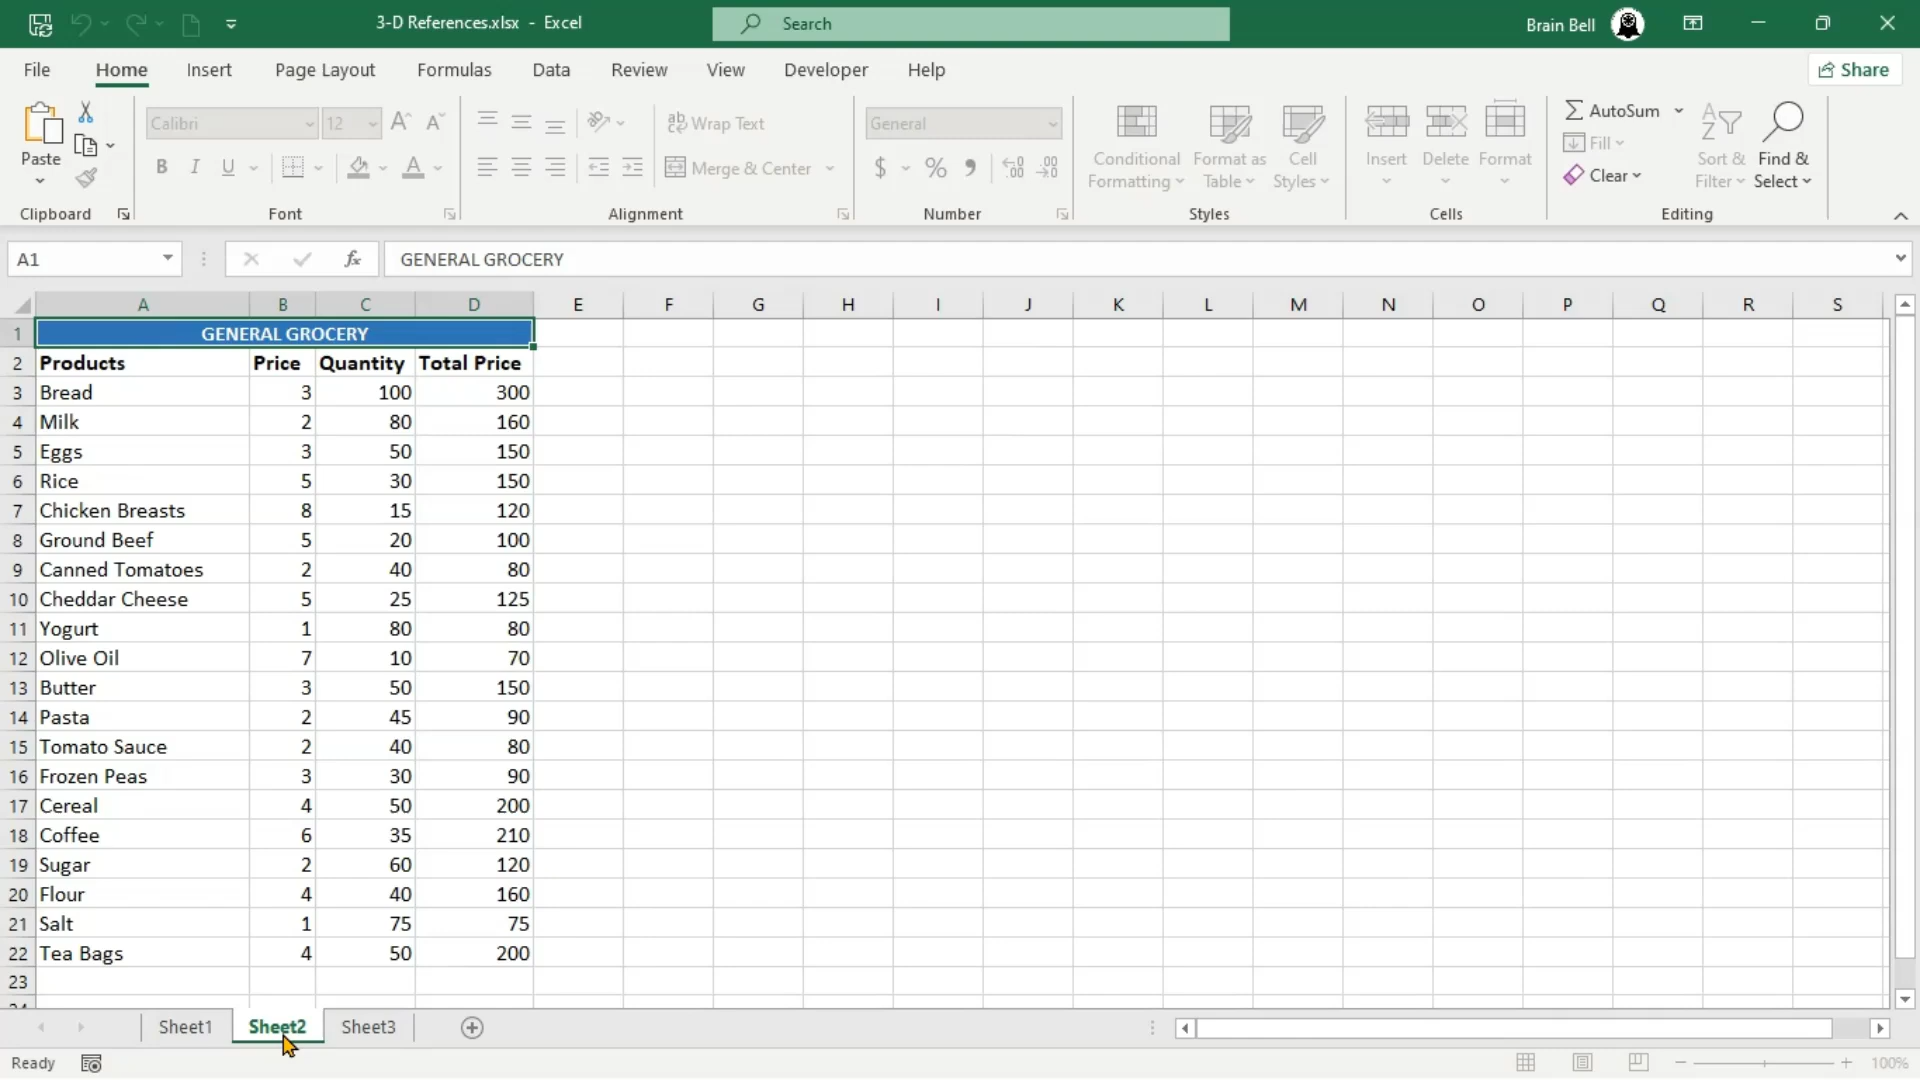 3-D References.xlsx - Excel
Search
Brain Bell
File Home Insert Page Layout Formulas Data Review View Developer Help Share
Paste
Clipboard
Calibri 12
B I U A
Font
ab Wrap Text
Merge & Center
Alignment
General
$ % 9
Number
Conditional Formatting
Format as Table
Cell Styles
Styles
Insert Delete Format
Cells
AutoSum
Fill
Clear
Sort & Filter
Find & Select
Editing
A1 fx GENERAL GROCERY
A B C D E F G H I J K L M N O P Q R S
1 GENERAL GROCERY
2 Products Price Quantity Total Price
3 Bread 3 100 300
4 Milk 2 80 160
5 Eggs 3 50 150
6 Rice 5 30 150
7 Chicken Breasts 8 15 120
8 Ground Beef 5 20 100
9 Canned Tomatoes 2 40 80
10 Cheddar Cheese 5 25 125
11 Yogurt 1 80 80
12 Olive Oil 7 10 70
13 Butter 3 50 150
14 Pasta 2 45 90
15 Tomato Sauce 2 40 80
16 Frozen Peas 3 30 90
17 Cereal 4 50 200
18 Coffee 6 35 210
19 Sugar 2 60 120
20 Flour 4 40 160
21 Salt 1 75 75
22 Tea Bags 4 50 200
23
Sheet1 Sheet2 Sheet3
Ready 100%